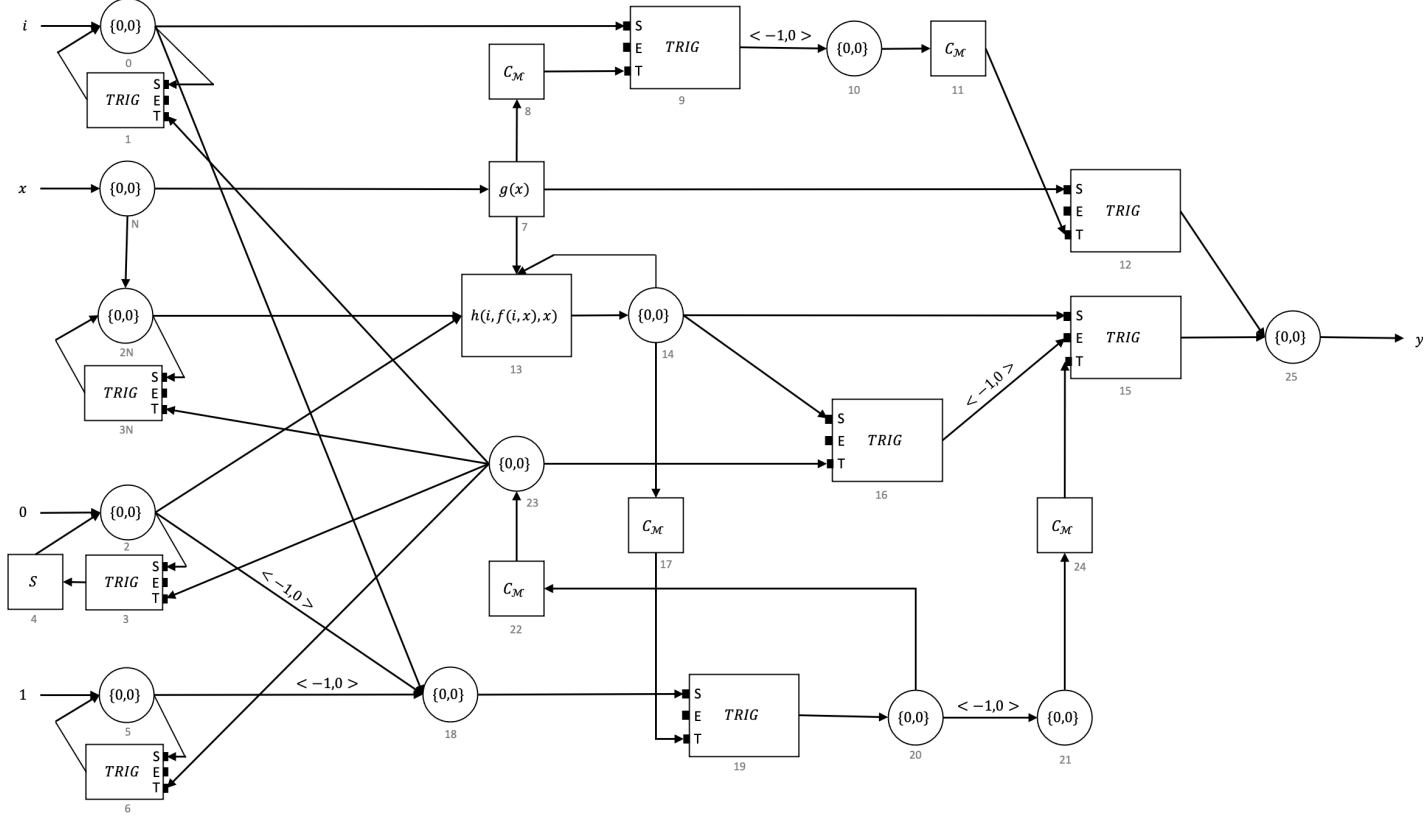 i
{0,0}
0
S
E
T
TRIG
1
S
E
T
TRIG
9
< −1,0 >
{0,0}
10
C_ℳ
11
C_ℳ
8
x
{0,0}
N
g(x)
7
S
E
T
TRIG
12
{0,0}
2N
S
E
T
TRIG
3N
h(i, f(i, x), x)
13
{0,0}
14
S
E
T
TRIG
15
{0,0}
25
y
< −1,0 >
S
E
T
TRIG
16
{0,0}
23
0
{0,0}
2
S
4
TRIG
S
E
T
3
< −1,0 >
C_ℳ
22
C_ℳ
17
C_ℳ
24
1
{0,0}
5
TRIG
S
E
T
6
< −1,0 >
{0,0}
18
S
E
T
TRIG
19
{0,0}
20
< −1,0 >
{0,0}
21